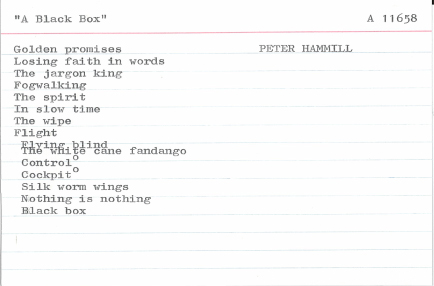 "A Black Box" A 11658
Golden promises PETER HAMMILL
Losing faith in words
The jargon king
Fogwalking
The spirit
In slow time
The wipe
Flight
Flying blind
The white cane fandango
Control°
Cockpit°
Silk worm wings
Nothing is nothing
Black box